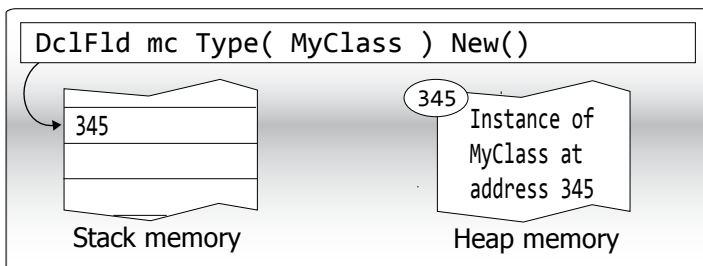 DclFld mc Type( MyClass ) New()
345
345
Instance of
MyClass at
address 345
Stack memory
Heap memory